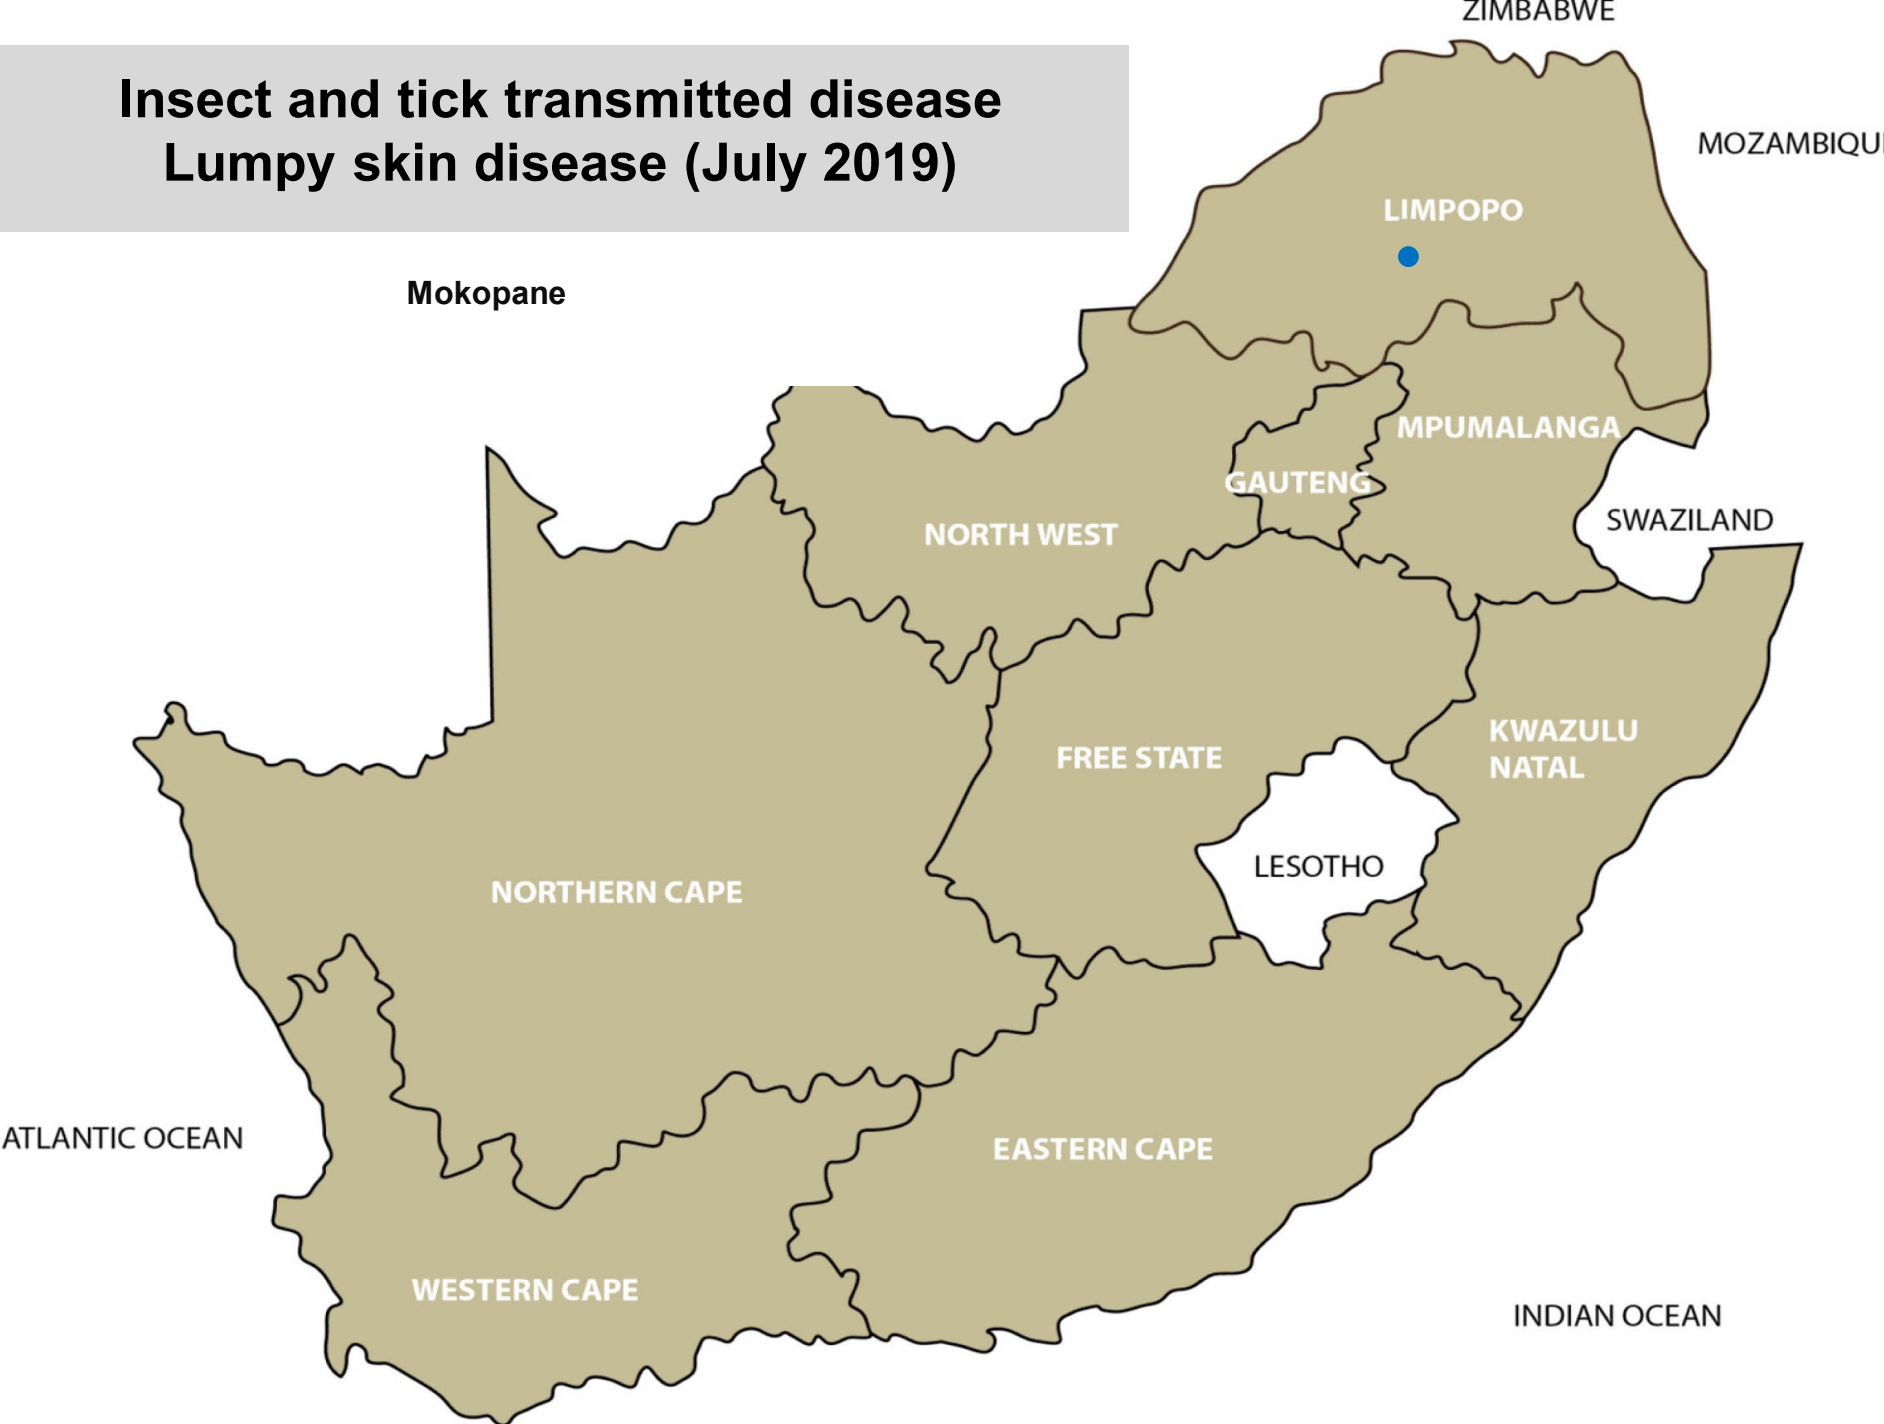 ZIMBABWE
Insect and tick transmitted disease
Lumpy skin disease (July 2019)
MOZAMBIQUE
LIMPOPO
Mokopane
MPUMALANGA
GAUTENG
SWAZILAND
NORTH WEST
KWAZULU
NATAL
FREE STATE
LESOTHO
NORTHERN CAPE
ATLANTIC OCEAN
EASTERN CAPE
WESTERN CAPE
INDIAN OCEAN